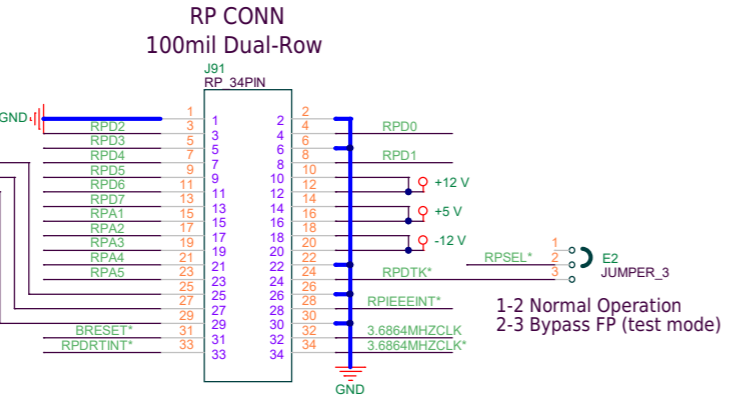 RP CONN
100mil Dual-Row
J91
RP_34PIN
GND
1 1 2 2
RPD2 3 3 4 4 RPD0
RPD3 5 5 6 6
RPD4 7 7 8 8 RPD1
RPD5 9 9 10 10
RPD6 11 11 12 12 +12 V
RPD7 13 13 14 14
RPA1 15 15 16 16 +5 V
RPA2 17 17 18 18
RPA3 19 19 20 20 -12 V
RPA4 21 21 22 22
RPA5 23 23 24 24 RPDTK*
25 25 26 26
27 27 28 28 RPIEEEINT*
29 29 30 30
BRESET* 31 31 32 32 3.6864MHZCLK
RPDRTINT* 33 33 34 34 3.6864MHZCLK*
GND
1
RPSEL* 2 E2
3 JUMPER_3
1-2 Normal Operation
2-3 Bypass FP (test mode)